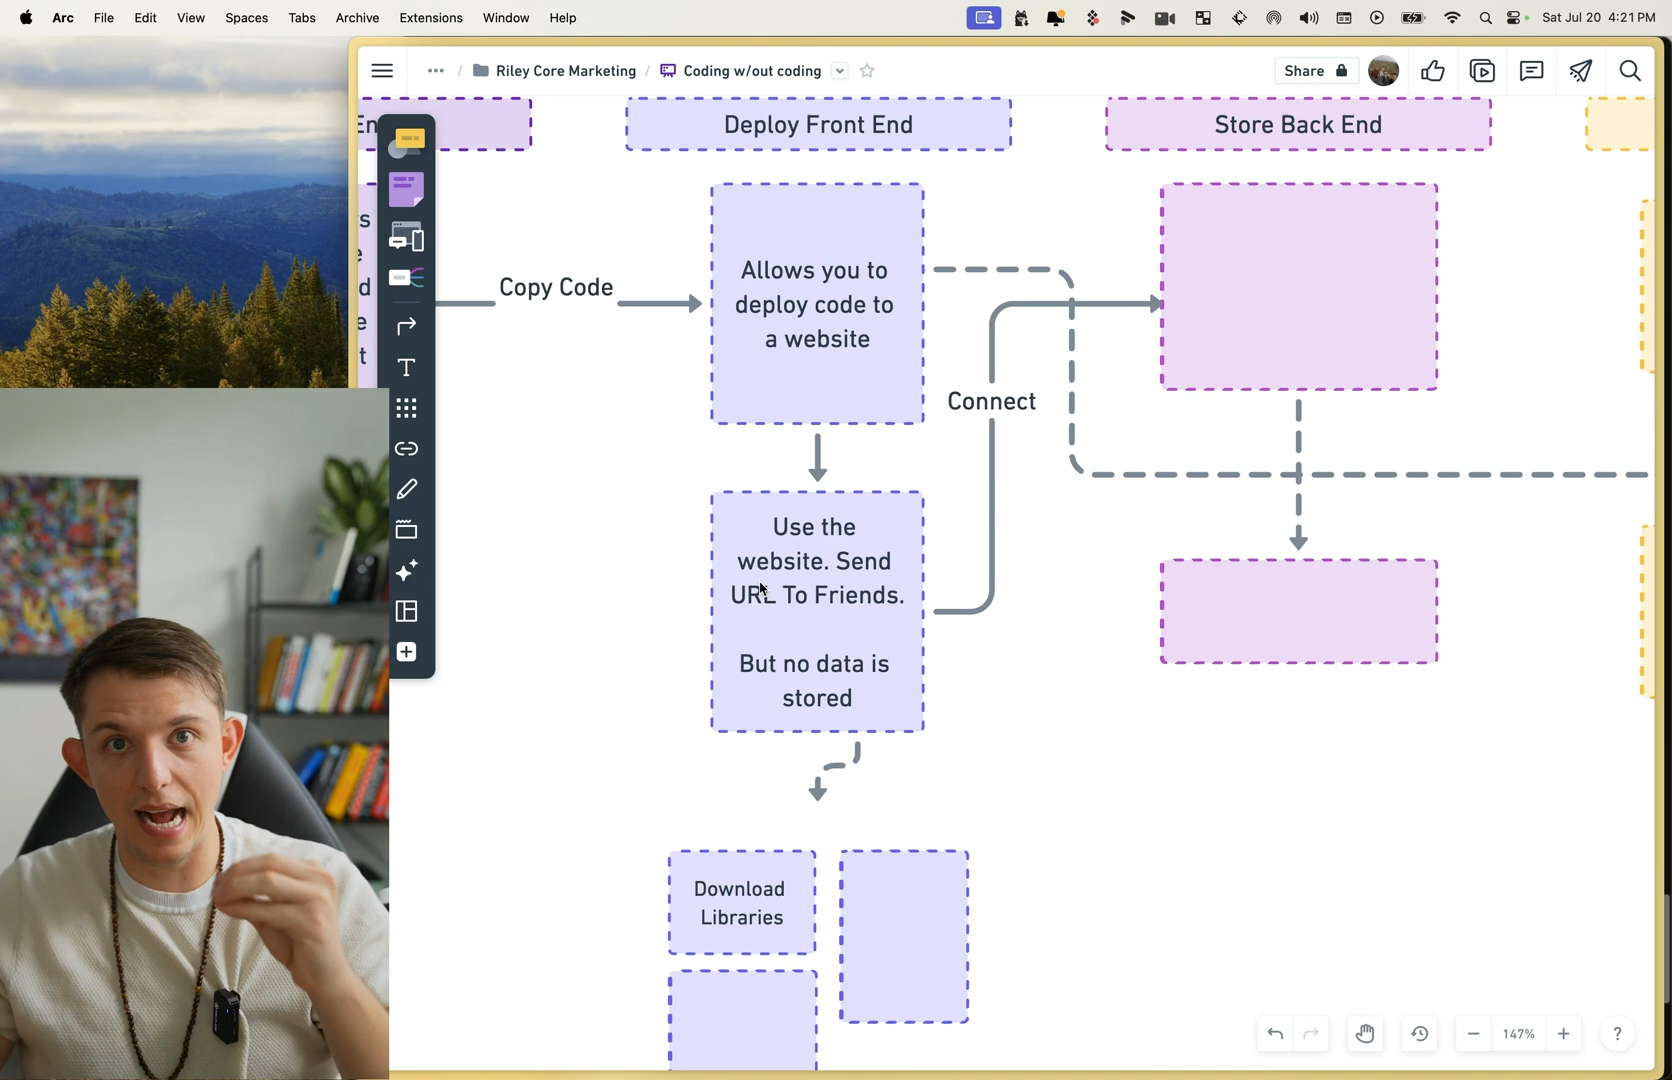 Arc File Edit View Spaces Tabs Archive Extensions Window Help Sat Jul 20 4:21 PM
... / Riley Core Marketing / Coding w/out coding Share
En
Deploy Front End
Store Back End
s
e
d
e
t
Copy Code
Allows you to
deploy code to
a website
Connect
Use the
website. Send
URL To Friends.
But no data is
stored
Download
Libraries
147%
?